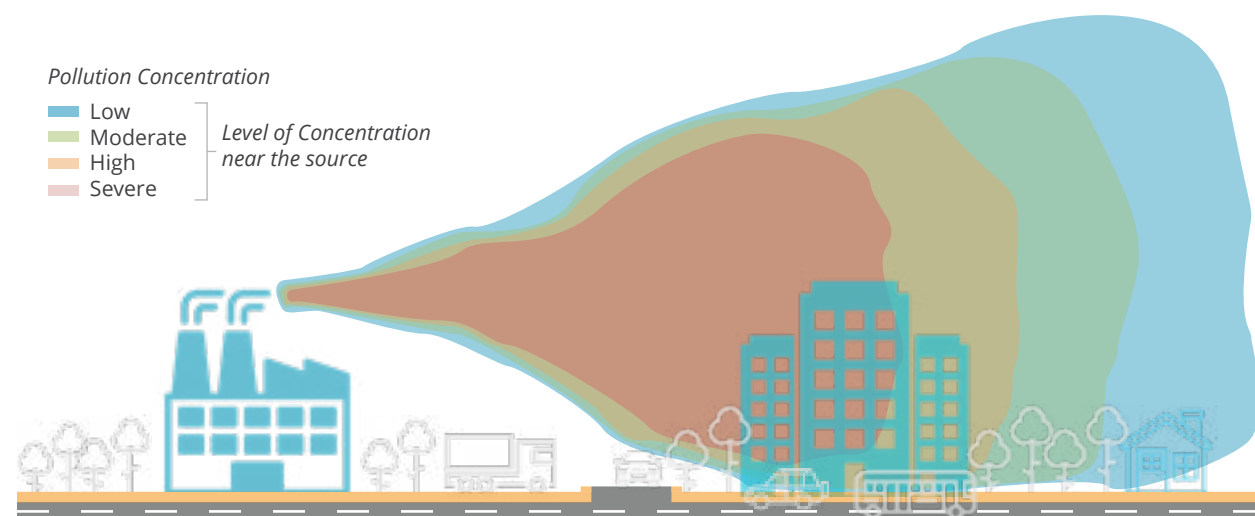 Pollution Concentration
Low
Moderate
High
Severe
Level of Concentration
near the source